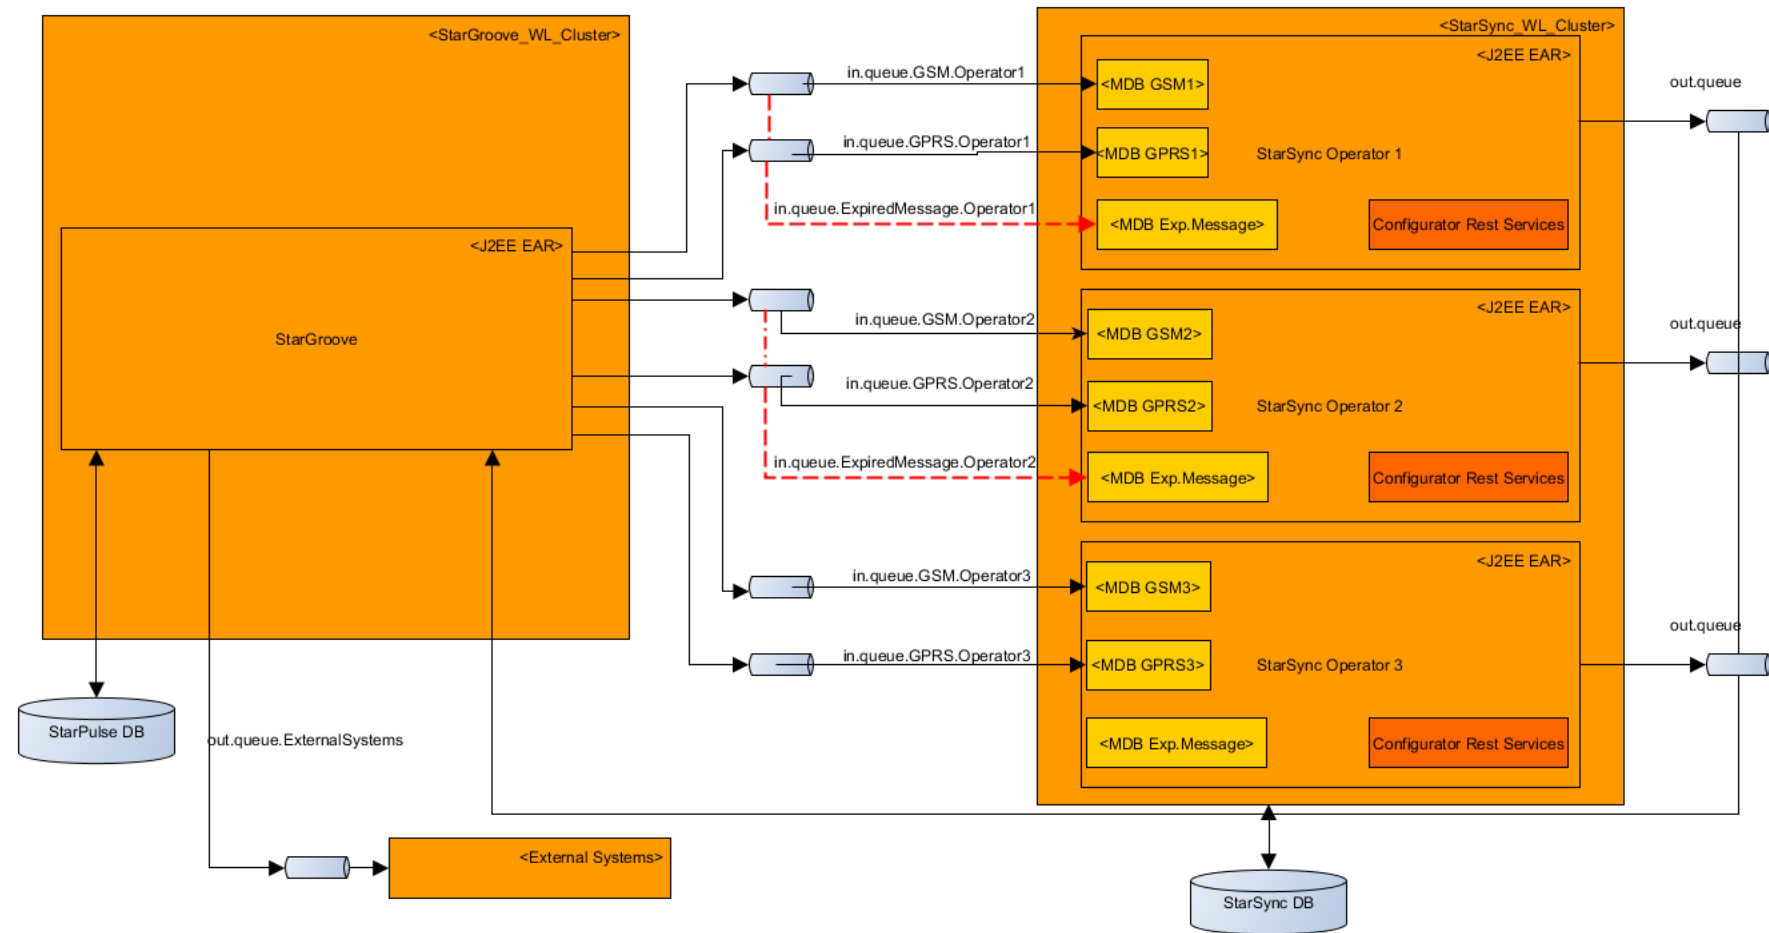 <StarGroove_WL_Cluster>
<J2EE EAR>
StarGroove
StarPulse DB
out.queue.ExternalSystems
<External Systems>
in.queue.GSM.Operator1
in.queue.GPRS.Operator1
in.queue.ExpiredMessage.Operator1
in.queue.GSM.Operator2
in.queue.GPRS.Operator2
in.queue.ExpiredMessage.Operator2
in.queue.GSM.Operator3
in.queue.GPRS.Operator3
<StarSync_WL_Cluster>
<J2EE EAR>
<MDB GSM1>
<MDB GPRS1>
StarSync Operator 1
<MDB Exp.Message>
Configurator Rest Services
<J2EE EAR>
<MDB GSM2>
<MDB GPRS2>
StarSync Operator 2
<MDB Exp.Message>
Configurator Rest Services
<J2EE EAR>
<MDB GSM3>
<MDB GPRS3>
StarSync Operator 3
<MDB Exp.Message>
Configurator Rest Services
out.queue
out.queue
out.queue
StarSync DB